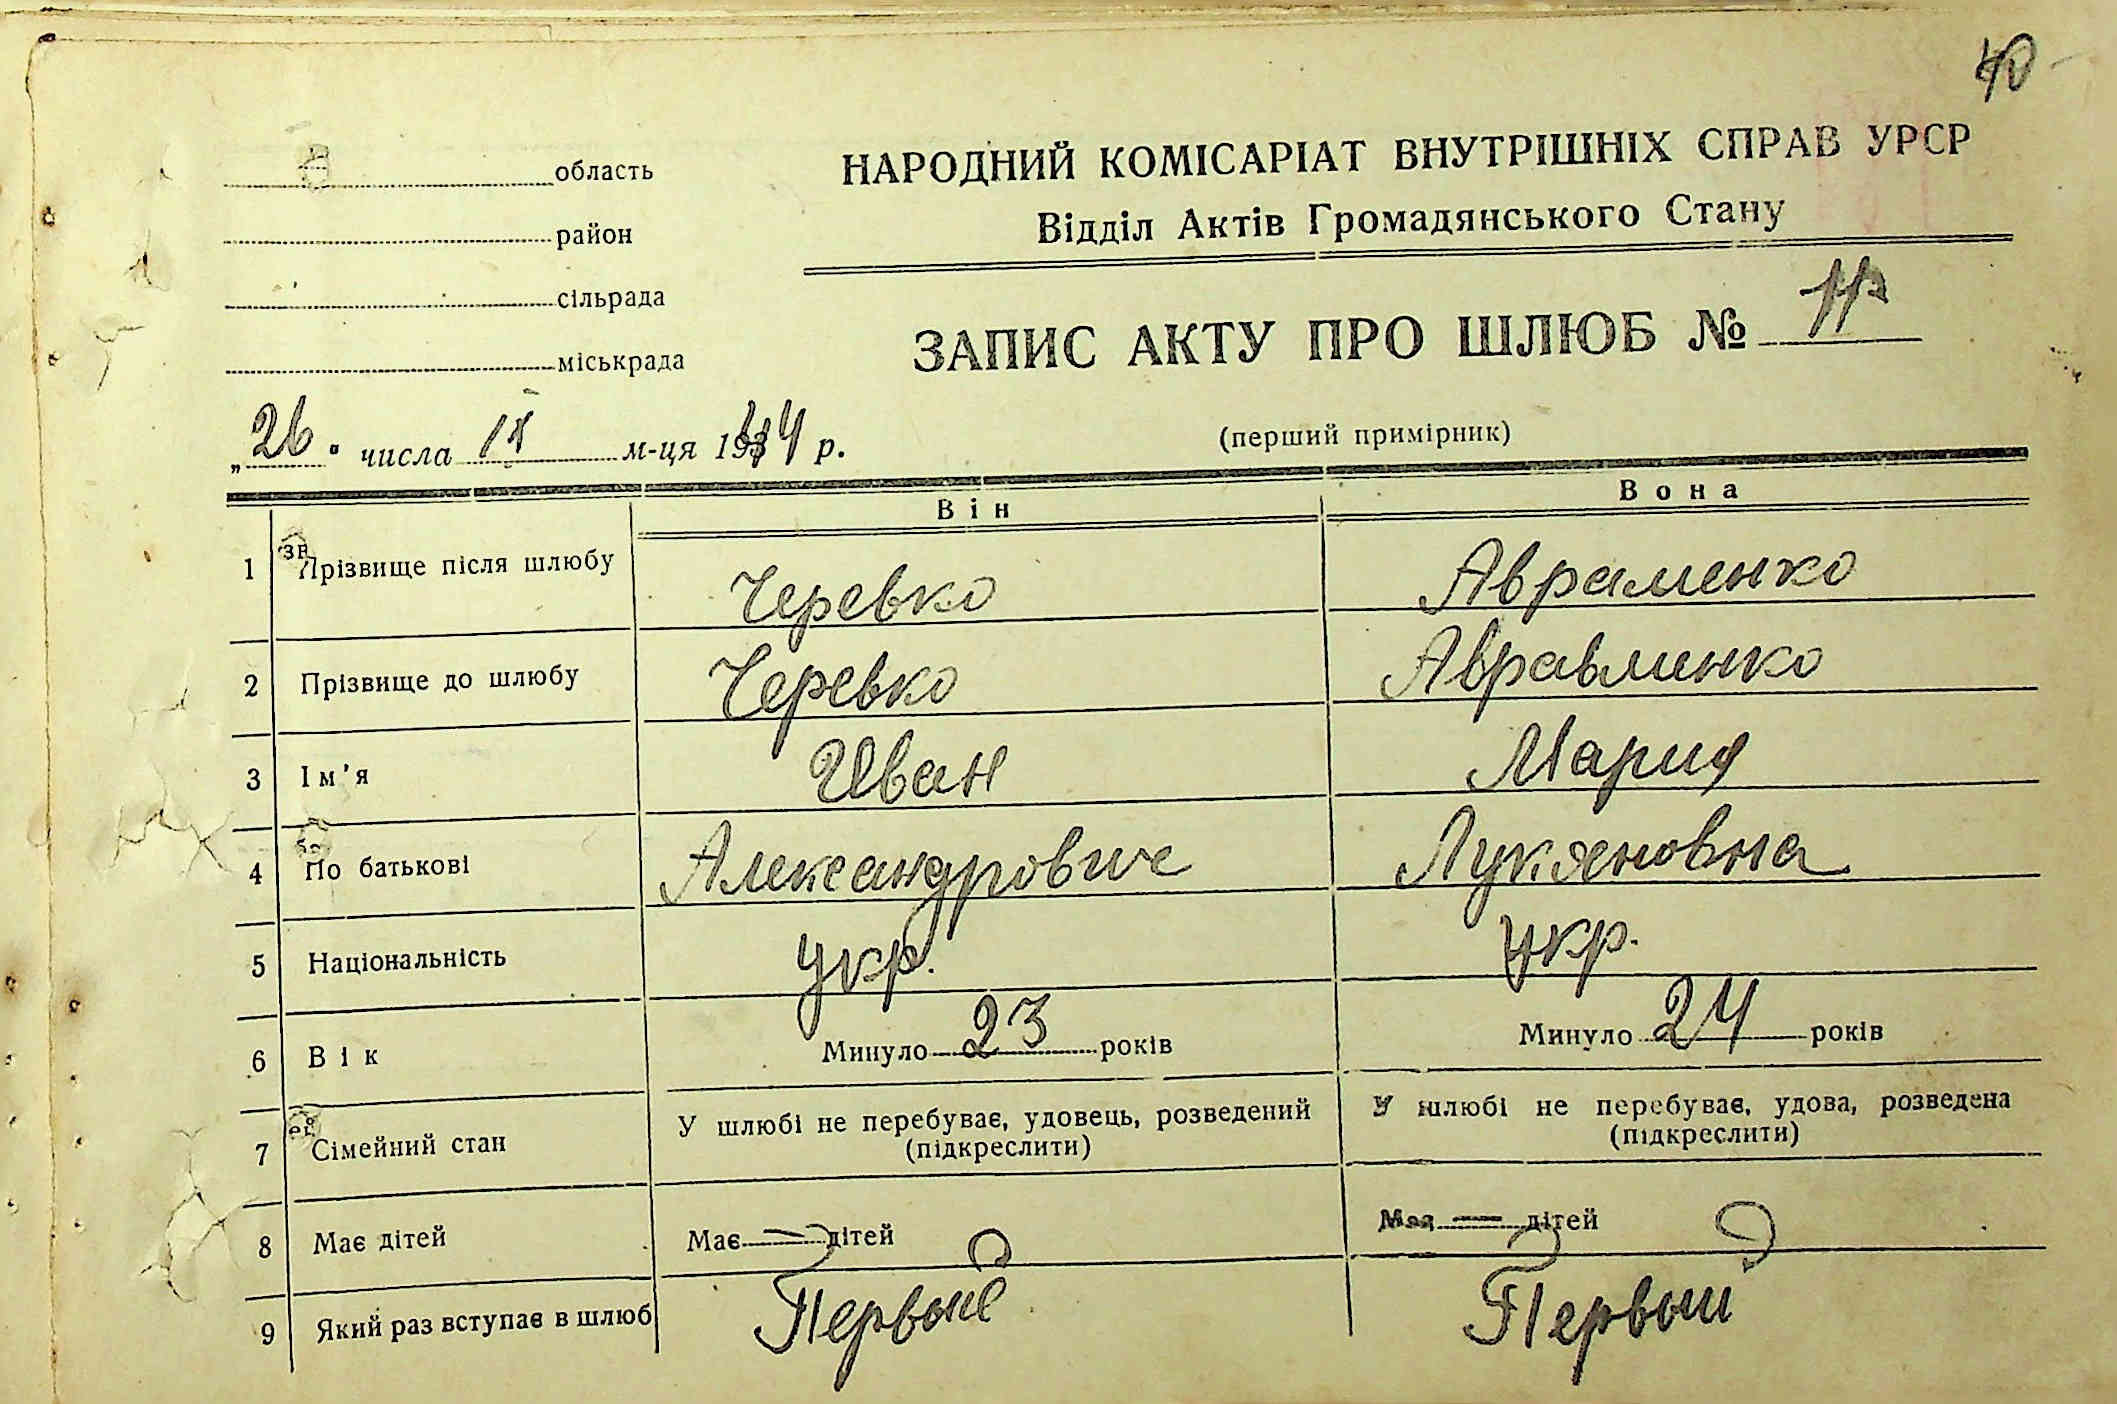 40
область
район
сільрада
міськрада
НАРОДНИЙ КОМІСАРІАТ ВНУТРІШНІХ СПРАВ УРСР
Відділ Актів Громадянського Стану
ЗАПИС АКТУ ПРО ШЛЮБ №
(перший примірник)
„26" числа IX м-ця 1944 р.
Він Вона
1 Прізвище після шлюбу Черевко Авраменко
2 Прізвище до шлюбу Черевко Авравменко
3 Ім'я Иван Мария
4 По батькові Александрович Лукяновна
5 Національність укр. укр.
6 Вік Минуло 23 років Минуло 24 років
7 Сімейний стан У шлюбі не перебуває, удовець, розведений (підкреслити) У шлюбі не перебуває, удова, розведена (підкреслити)
8 Має дітей Має — дітей Має — дітей
9 Який раз вступає в шлюб Первый Первый